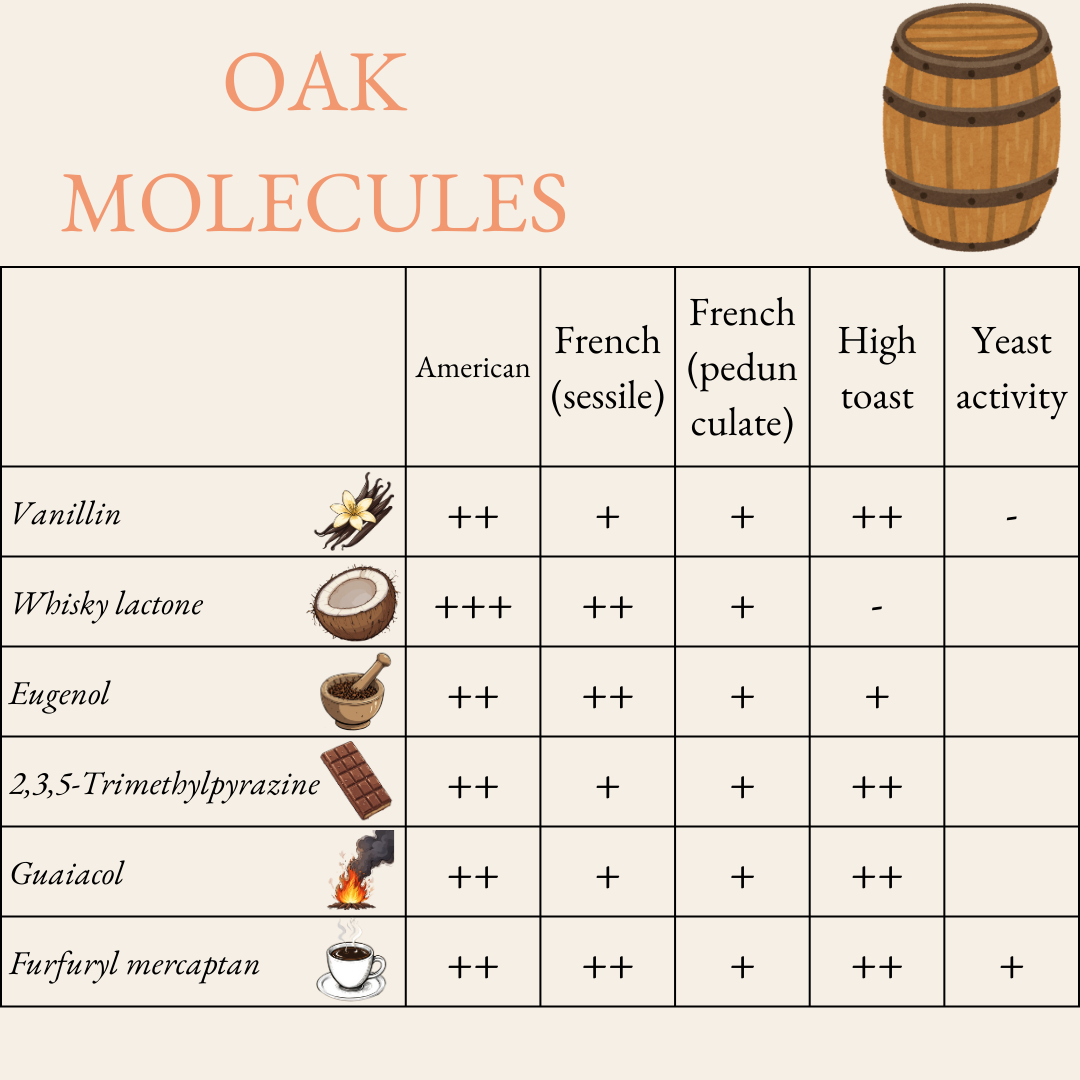 OAK
MOLECULES
American
French
(sessile)
French
(pedun
culate)
High
toast
Yeast
activity
Vanillin ++ + + ++ -
Whisky lactone +++ ++ + -
Eugenol ++ ++ + +
2,3,5-Trimethylpyrazine ++ + + ++
Guaiacol ++ + + ++
Furfuryl mercaptan ++ ++ + ++ +